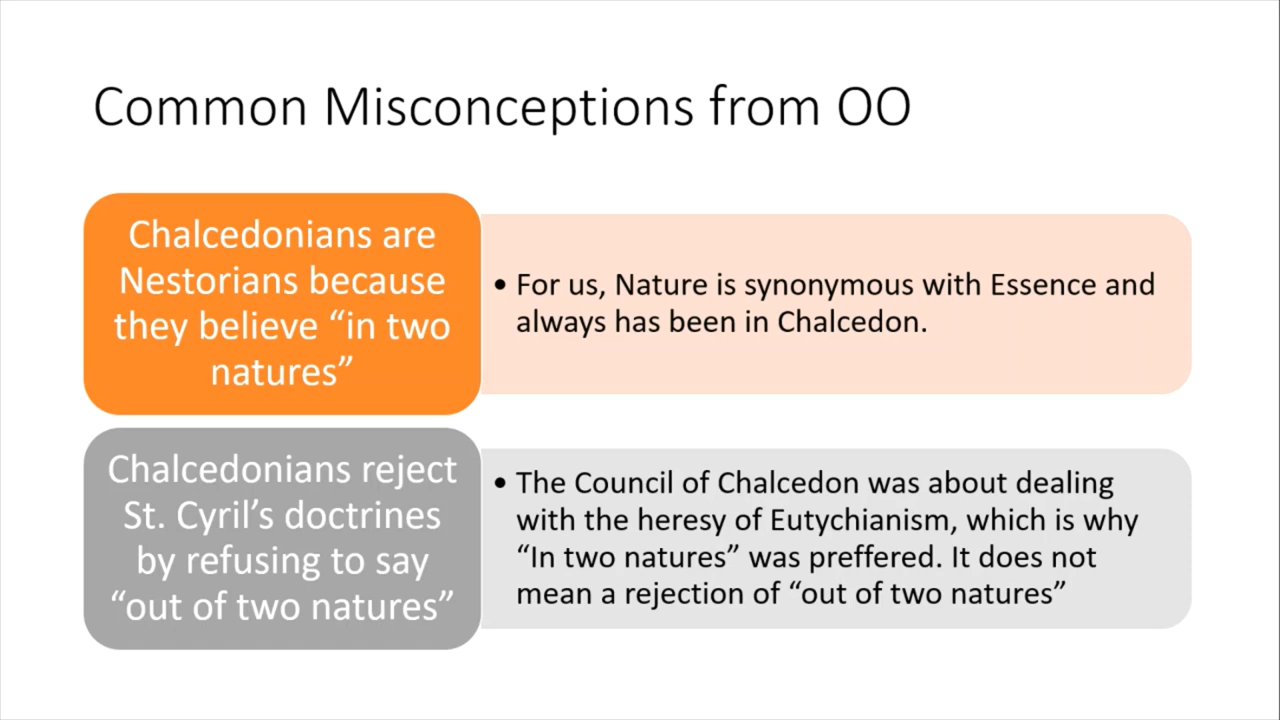 Common Misconceptions from OO
Chalcedonians are
Nestorians because
they believe “in two
natures”
• For us, Nature is synonymous with Essence and
always has been in Chalcedon.
Chalcedonians reject
St. Cyril’s doctrines
by refusing to say
“out of two natures”
• The Council of Chalcedon was about dealing
with the heresy of Eutychianism, which is why
“In two natures” was preffered. It does not
mean a rejection of “out of two natures”